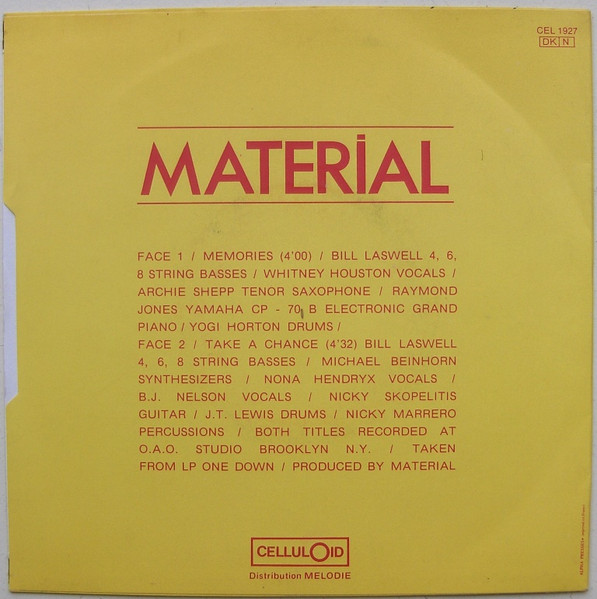 CEL 1927
DK N
MATERİAL
FACE 1 / MEMORIES (4'00) / BILL LASWELL 4, 6,
8 STRING BASSES / WHITNEY HOUSTON VOCALS /
ARCHIE SHEPP TENOR SAXOPHONE / RAYMOND
JONES YAMAHA CP - 70 B ELECTRONIC GRAND
PIANO / YOGI HORTON DRUMS /
FACE 2 / TAKE A CHANCE (4'32) BILL LASWELL
4, 6, 8 STRING BASSES / MICHAEL BEINHORN
SYNTHESIZERS / NONA HENDRYX VOCALS /
B.J. NELSON VOCALS / NICKY SKOPELITIS
GUITAR / J.T. LEWIS DRUMS / NICKY MARRERO
PERCUSSIONS / BOTH TITLES RECORDED AT
O.A.O. STUDIO BROOKLYN N.Y. / TAKEN
FROM LP ONE DOWN / PRODUCED BY MATERIAL
CELLULOID
Distribution MELODIE